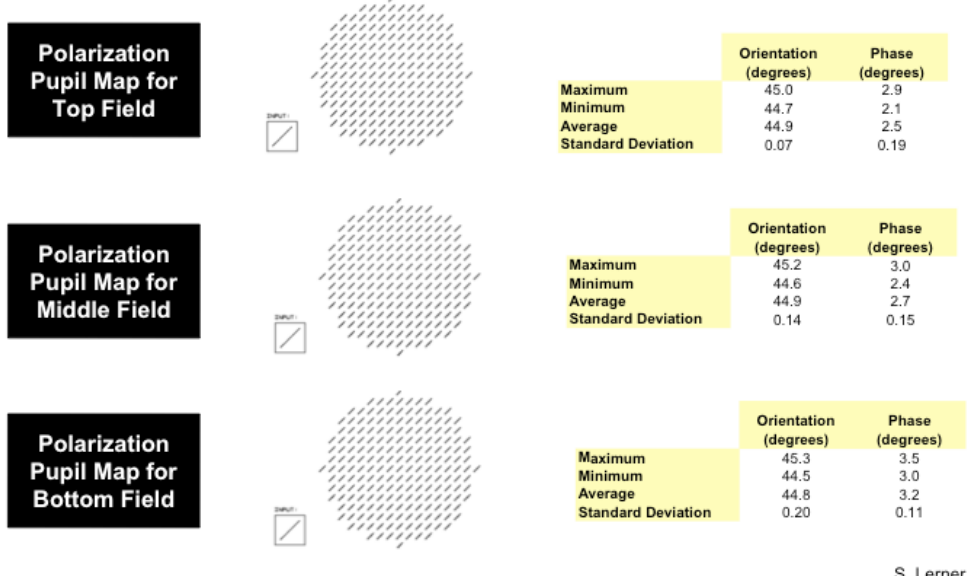 Polarization
Pupil Map for
Top Field
INPUT:
Orientation Phase
(degrees) (degrees)
Maximum 45.0 2.9
Minimum 44.7 2.1
Average 44.9 2.5
Standard Deviation 0.07 0.19
Polarization
Pupil Map for
Middle Field
INPUT:
Orientation Phase
(degrees) (degrees)
Maximum 45.2 3.0
Minimum 44.6 2.4
Average 44.9 2.7
Standard Deviation 0.14 0.15
Polarization
Pupil Map for
Bottom Field
INPUT:
Orientation Phase
(degrees) (degrees)
Maximum 45.3 3.5
Minimum 44.5 3.0
Average 44.8 3.2
Standard Deviation 0.20 0.11
S. Lerner